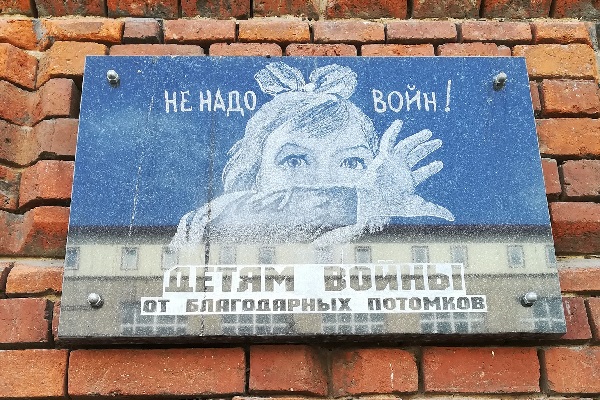 НЕ НАДО ВОЙН!
ДЕТЯМ ВОЙНЫ
ОТ БЛАГОДАРНЫХ ПОТОМКОВ